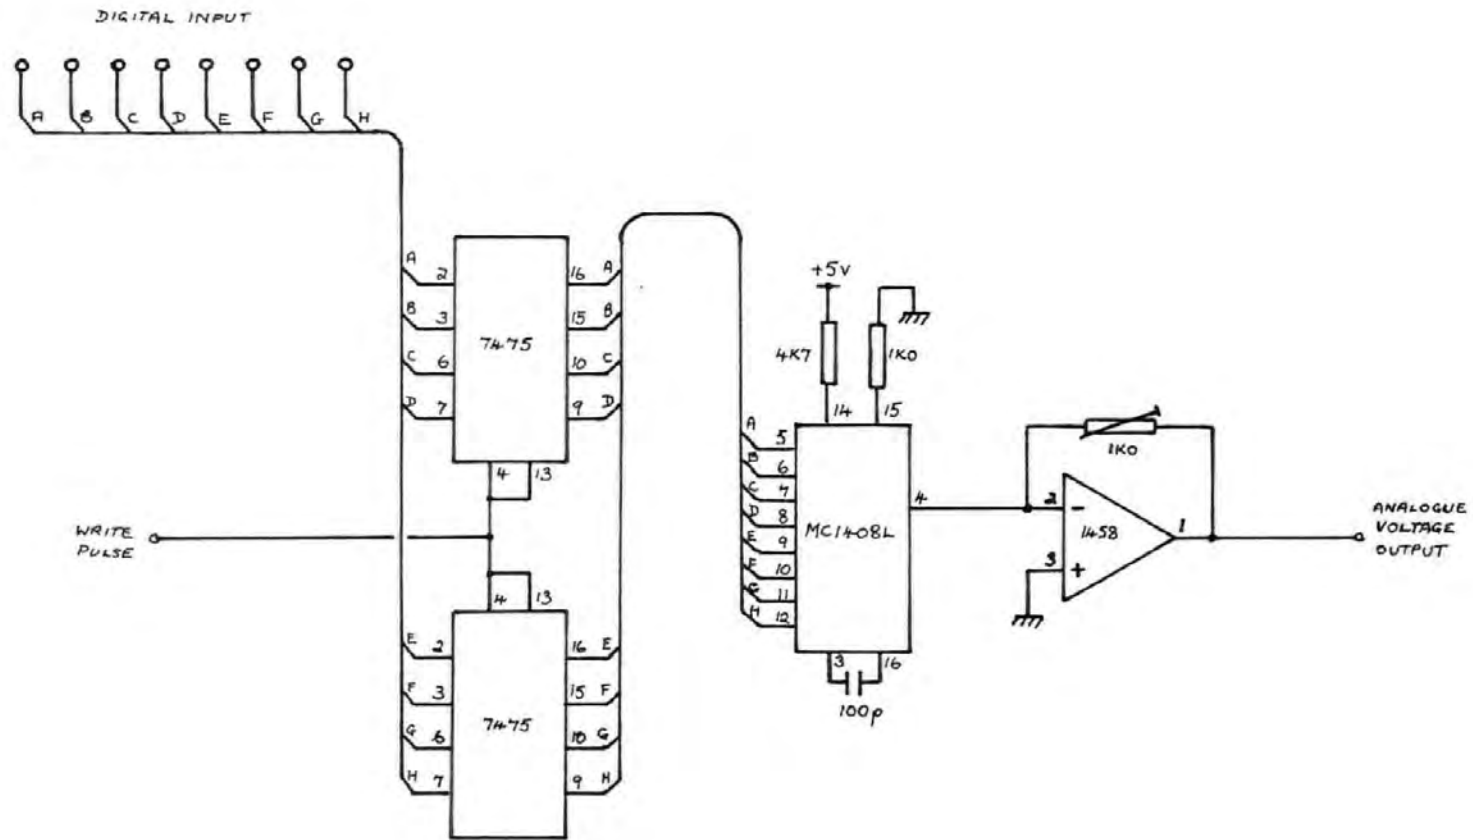 DIGITAL INPUT
A B C D E F G H
A 2 16 A
B 3 15 B
C 6 10 C
D 7 9 D
7475
4 13
WRITE
PULSE
4 13
E 2 16 E
F 3 15 F
G 6 10 G
H 7 9 H
7475
+5V
4K7
1K0
14 15
A 5
B 6
C 7
D 8
E 9
F 10
G 11
H 12
MC1408L
4
3 16
100p
1K0
2 -
1458
1
3 +
ANALOGUE
VOLTAGE
OUTPUT